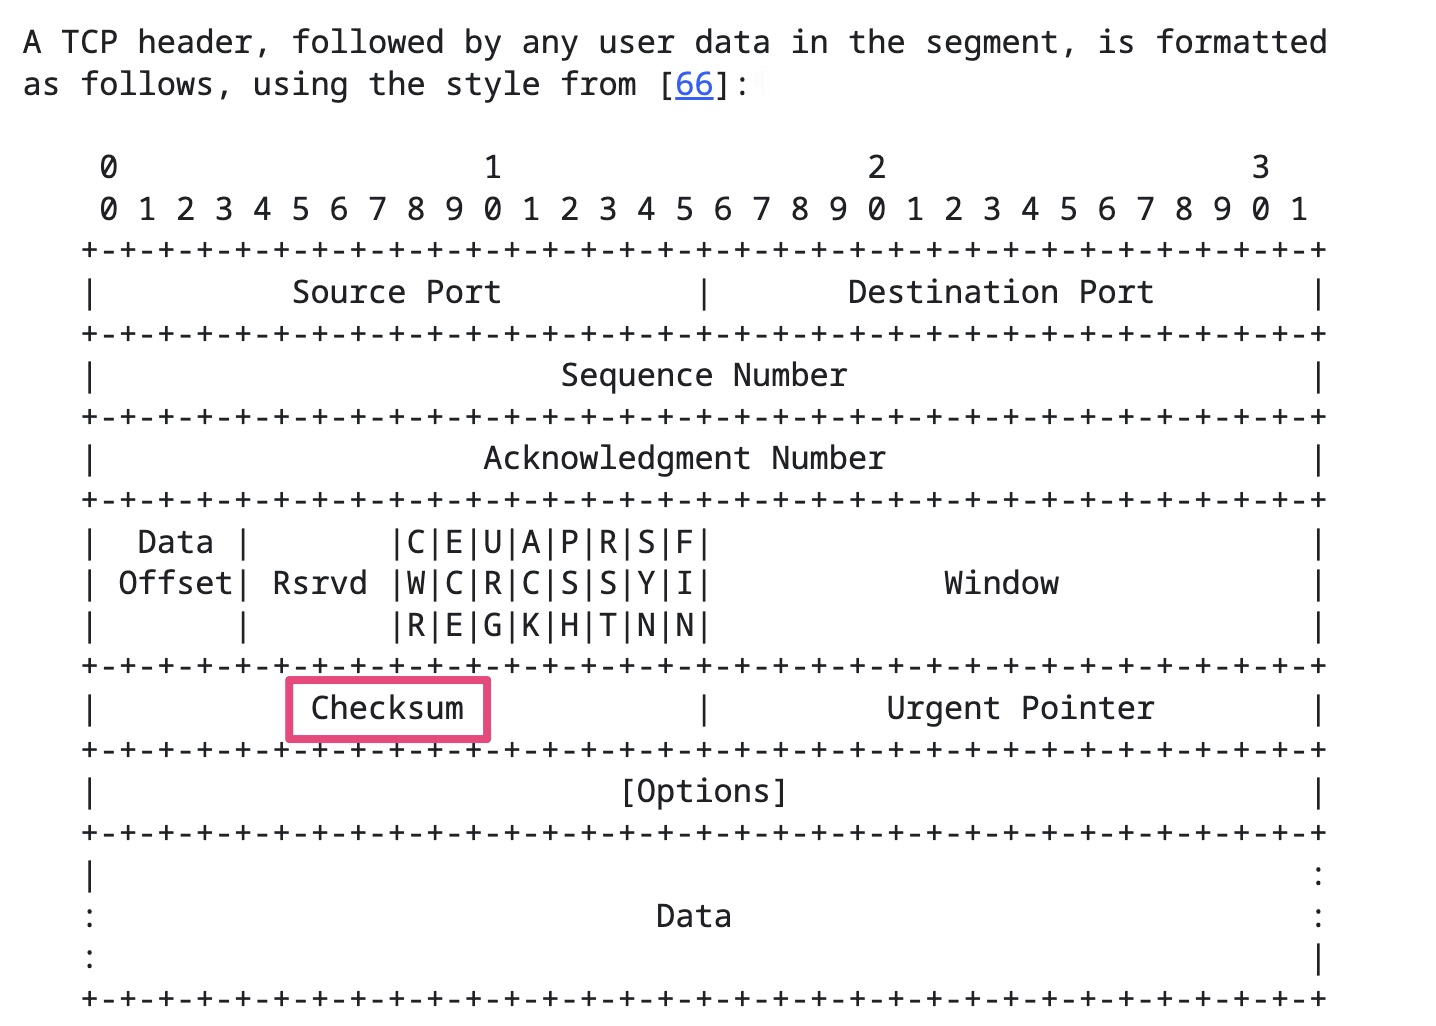 A TCP header, followed by any user data in the segment, is formatted
as follows, using the style from [66]:
 0                   1                   2                   3
 0 1 2 3 4 5 6 7 8 9 0 1 2 3 4 5 6 7 8 9 0 1 2 3 4 5 6 7 8 9 0 1
+-+-+-+-+-+-+-+-+-+-+-+-+-+-+-+-+-+-+-+-+-+-+-+-+-+-+-+-+-+-+-+-+
|          Source Port          |       Destination Port        |
+-+-+-+-+-+-+-+-+-+-+-+-+-+-+-+-+-+-+-+-+-+-+-+-+-+-+-+-+-+-+-+-+
|                        Sequence Number                        |
+-+-+-+-+-+-+-+-+-+-+-+-+-+-+-+-+-+-+-+-+-+-+-+-+-+-+-+-+-+-+-+-+
|                    Acknowledgment Number                      |
+-+-+-+-+-+-+-+-+-+-+-+-+-+-+-+-+-+-+-+-+-+-+-+-+-+-+-+-+-+-+-+-+
|  Data |       |C|E|U|A|P|R|S|F|                               |
| Offset| Rsrvd |W|C|R|C|S|S|Y|I|            Window             |
|       |       |R|E|G|K|H|T|N|N|                               |
+-+-+-+-+-+-+-+-+-+-+-+-+-+-+-+-+-+-+-+-+-+-+-+-+-+-+-+-+-+-+-+-+
|           Checksum            |         Urgent Pointer        |
+-+-+-+-+-+-+-+-+-+-+-+-+-+-+-+-+-+-+-+-+-+-+-+-+-+-+-+-+-+-+-+-+
|                           [Options]                           |
+-+-+-+-+-+-+-+-+-+-+-+-+-+-+-+-+-+-+-+-+-+-+-+-+-+-+-+-+-+-+-+-+
|                                                               :
:                             Data                              :
:                                                               |
+-+-+-+-+-+-+-+-+-+-+-+-+-+-+-+-+-+-+-+-+-+-+-+-+-+-+-+-+-+-+-+-+